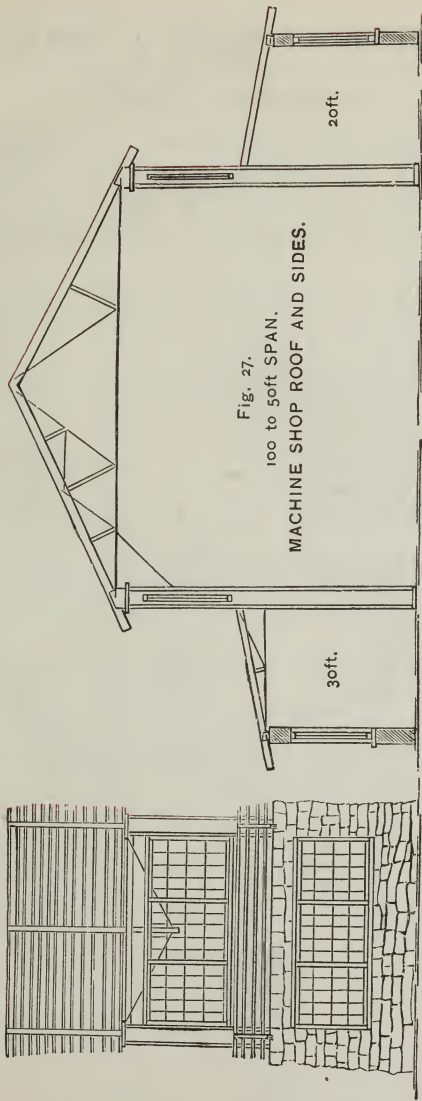 Fig. 27.
100 to 50ft SPAN.
MACHINE SHOP ROOF AND SIDES.
30ft.
20ft.